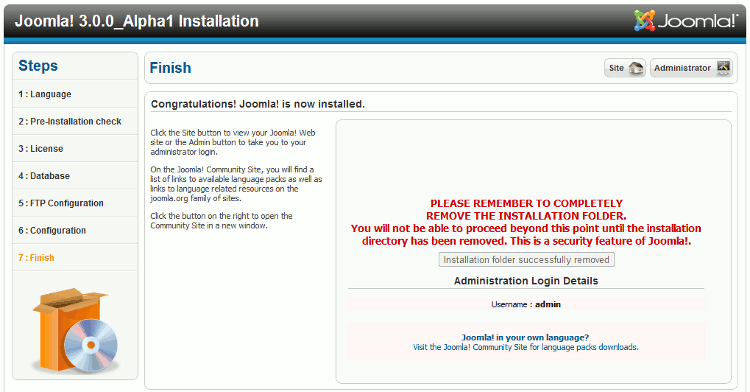 Joomla! 3.0.0_Alpha1 Installation
Joomla!
Steps
1 : Language
2 : Pre-Installation check
3 : License
4 : Database
5 : FTP Configuration
6 : Configuration
7 : Finish
Finish
Site
Administrator
Congratulations! Joomla! is now installed.
Click the Site button to view your Joomla! Web
site or the Admin button to take you to your
administrator login.
On the Joomla! Community Site, you will find a
list of links to available language packs as well as
links to language related resources on the
joomla.org family of sites.
Click the button on the right to open the
Community Site in a new window.
PLEASE REMEMBER TO COMPLETELY
REMOVE THE INSTALLATION FOLDER.
You will not be able to proceed beyond this point until the installation
directory has been removed. This is a security feature of Joomla!.
Installation folder successfully removed
Administration Login Details
Username : admin
Joomla! in your own language?
Visit the Joomla! Community Site for language packs downloads.